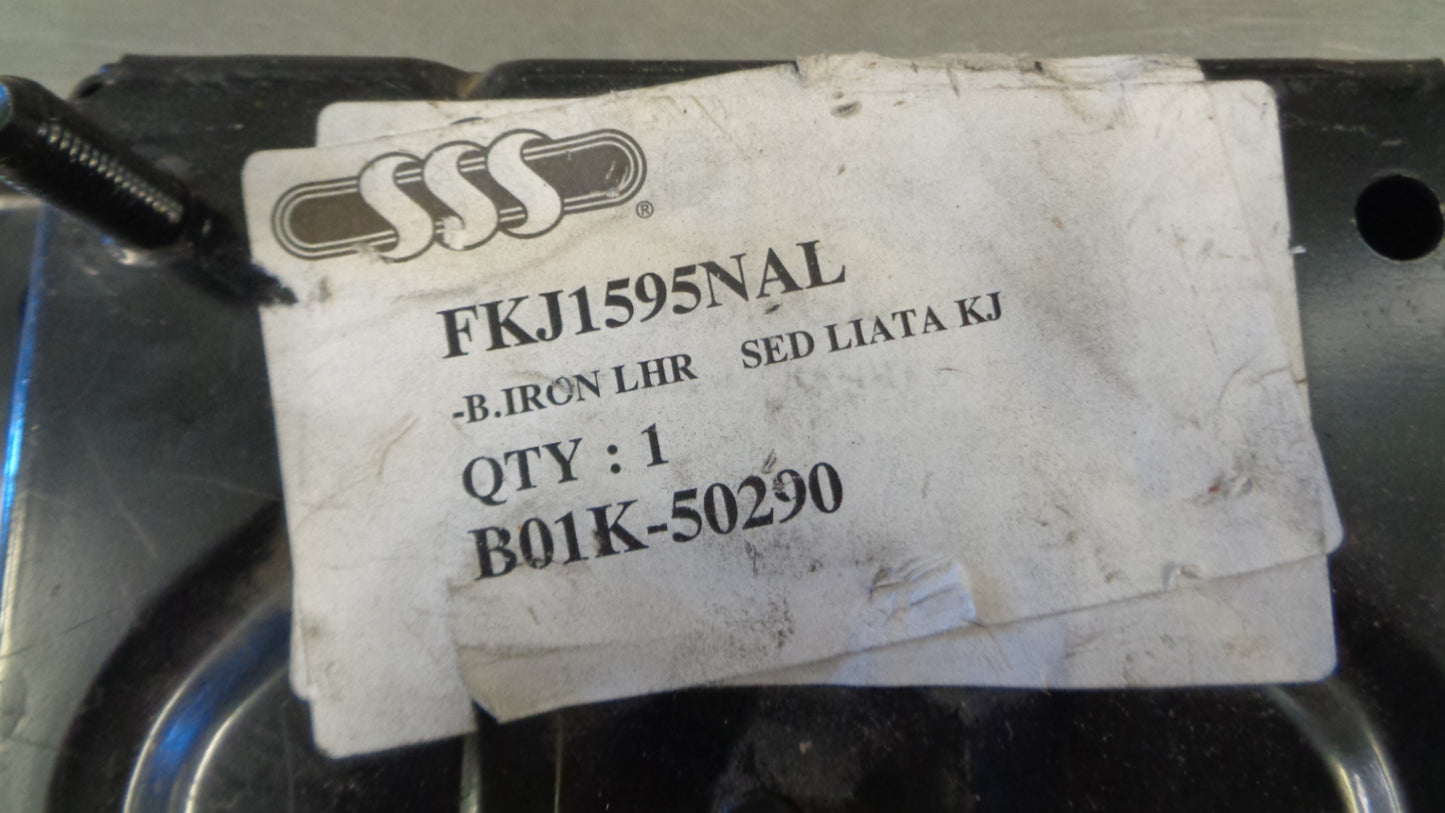 SSS®
FKJ1595NAL
-B.IRON LHR SED LIATA KJ
QTY : 1
B01K-50290